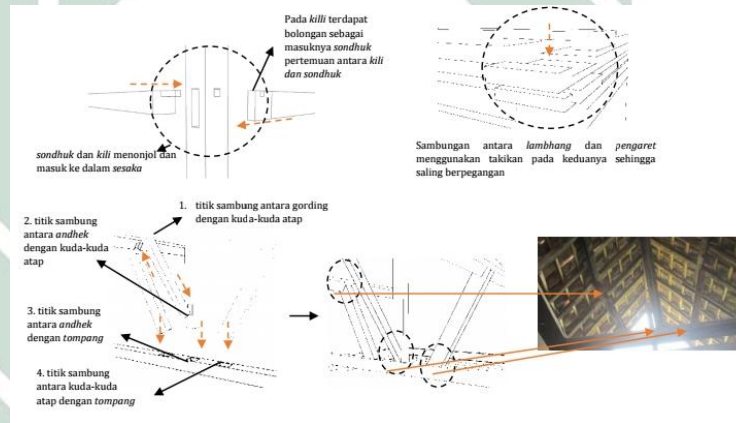 Pada killi terdapat
bolongan sebagai
masuknya sondhuk
pertemuan antara kili
dan sondhuk
sondhuk dan kili menonjol dan
masuk ke dalam sesaka
Sambungan antara lambhang dan pengaret
menggunakan takikan pada keduanya sehingga
saling berpegangan
1. titik sambung antara gording
dengan kuda-kuda atap
2. titik sambung
antara andhek
dengan kuda-kuda
atap
3. titik sambung
antara andhek
dengan tompang
4. titik sambung
antara kuda-kuda
atap dengan tompang